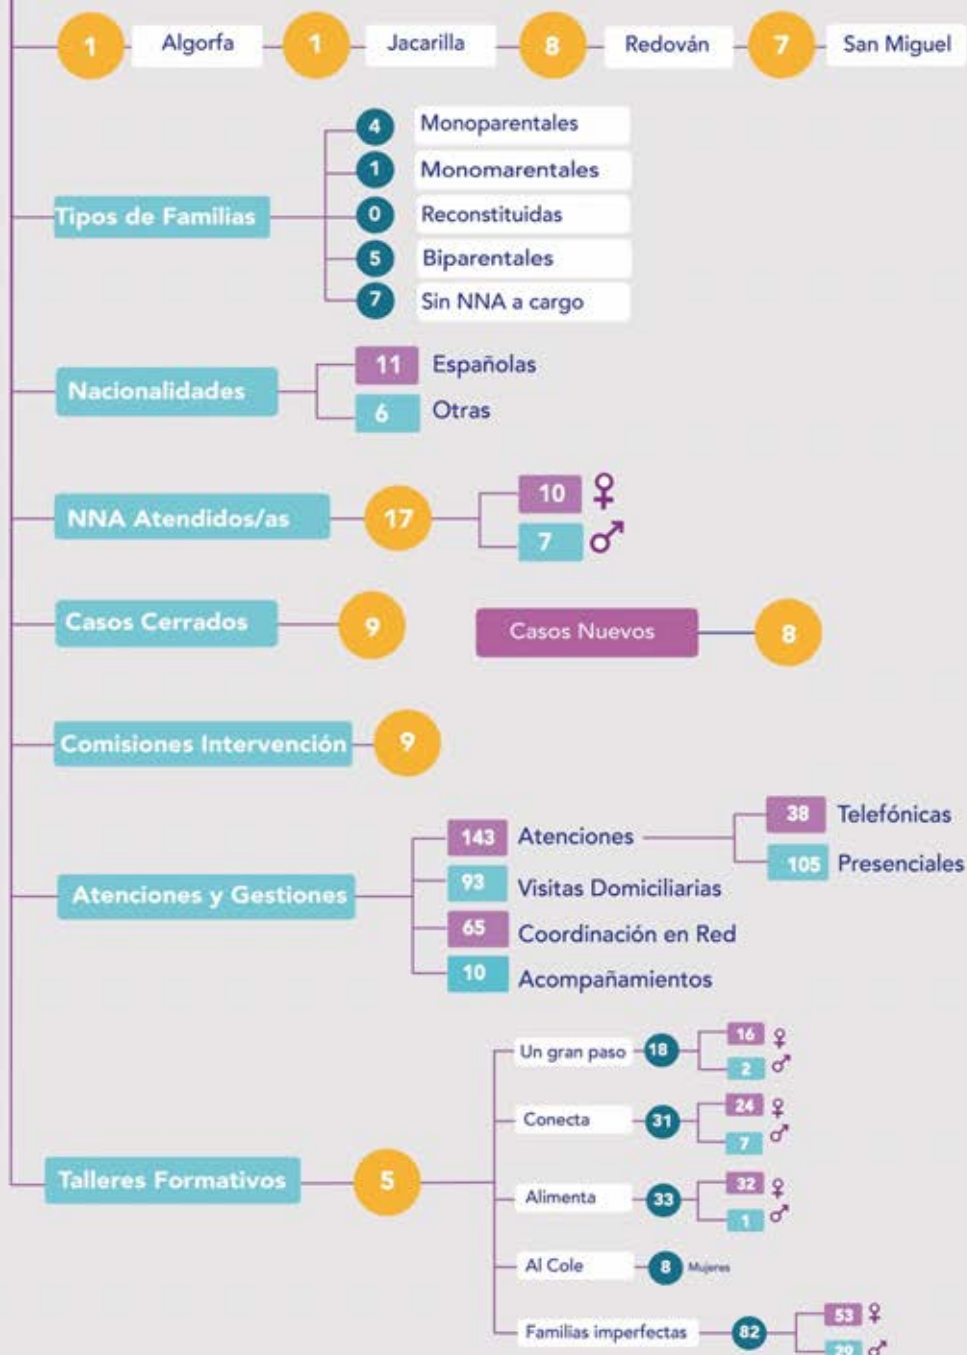 1 Algorfa 1 Jacarilla 8 Redován 7 San Miguel
Tipos de Familias
4 Monoparentales
1 Monomarentales
0 Reconstituidas
5 Biparentales
7 Sin NNA a cargo
Nacionalidades
11 Españolas
6 Otras
NNA Atendidos/as 17
10 ♀
7 ♂
Casos Cerrados 9
Casos Nuevos 8
Comisiones Intervención 9
Atenciones y Gestiones
143 Atenciones
38 Telefónicas
105 Presenciales
93 Visitas Domiciliarias
65 Coordinación en Red
10 Acompañamientos
Talleres Formativos 5
Un gran paso 18
16 ♀
2 ♂
Conecta 31
24 ♀
7 ♂
Alimenta 33
32 ♀
1 ♂
Al Cole 8 Mujeres
Familias imperfectas 82
53 ♀
29 ♂